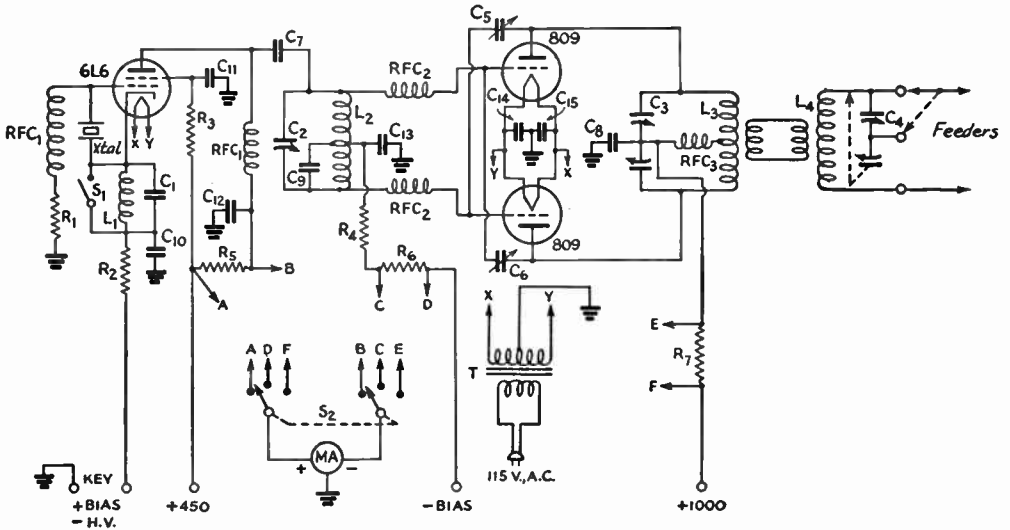 C5
C7
6L6
809
C11
RFC2
L2
C14 C15
C3 L3
L4
R3
RFC1
Xtal
X Y
RFC1
C2
C13
C8
RFC3
C4
Feeders
C9
S1
C1
L1
C12
RFC2
Y X
R1
C10
R4
809
R2
R5
B
R6
C6
A
C D
X Y
A D F B C E
E
R7
T
S2
F
+ MA -
115 V., A.C.
KEY
+BIAS
- H.V.
+450
-BIAS
+1000